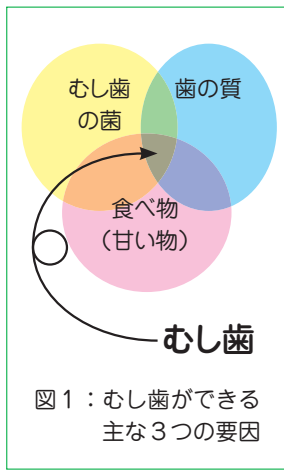 むし歯
の菌
歯の質
食べ物
（甘い物）
むし歯
図1：むし歯ができる
主な3つの要因